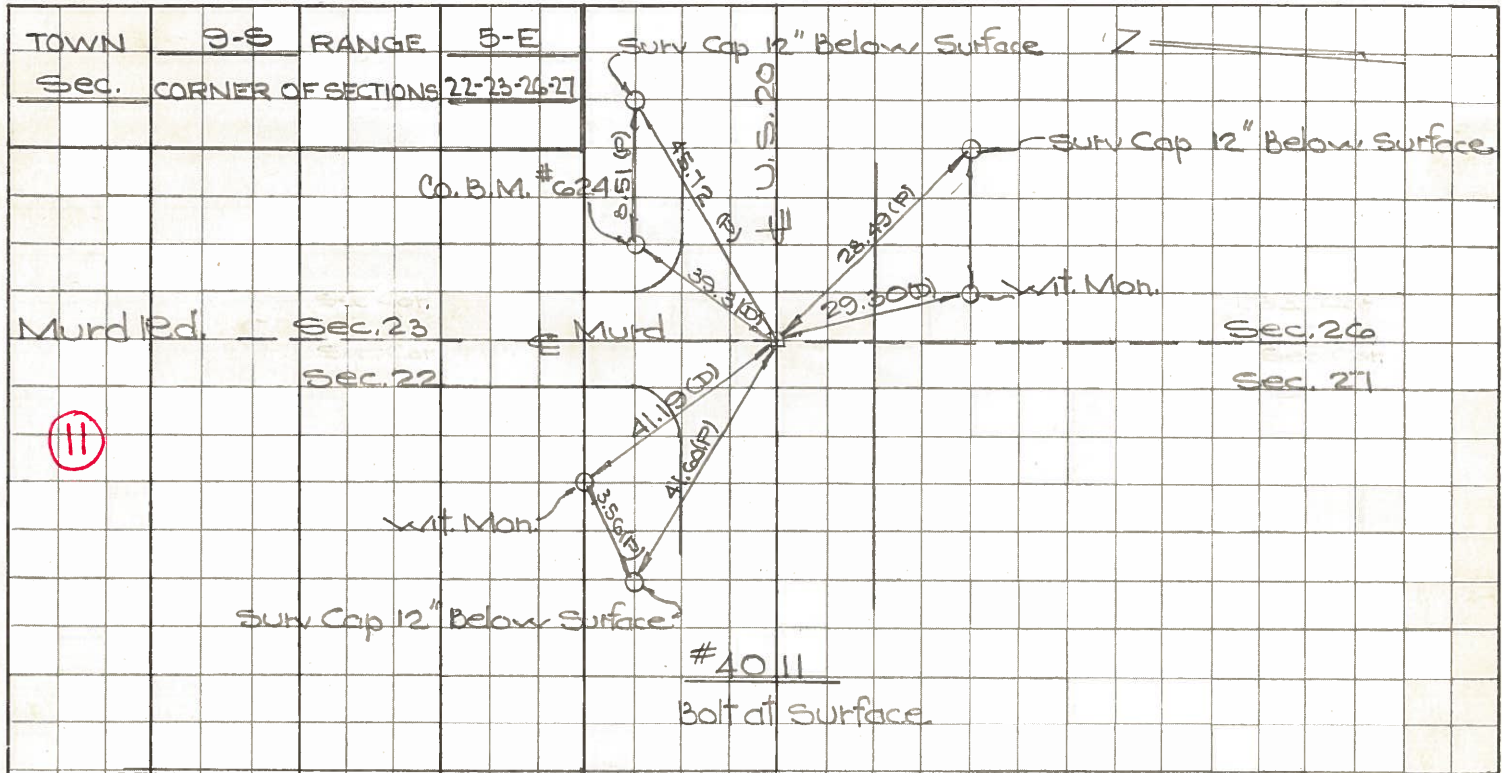 TOWN 9-S RANGE 5-E
Sec. CORNER OF SECTIONS 22-23-26-27
Surv Cap 12" Below Surface
N
U.S. 20
℄
Surv Cap 12" Below Surface
Co. B.M. #624
8.51 (P)
45.72 (P)
28.49 (P)
39.3 (D)
29.30 (D)
Wit. Mon.
Murd Rd. Sec. 23 ℄ Murd Sec. 26
Sec. 22 Sec. 27
11
41.19 (D)
41.60 (P)
Wit. Mon.
3.56 (P)
Surv Cap 12" Below Surface
#40 11
Bolt at Surface